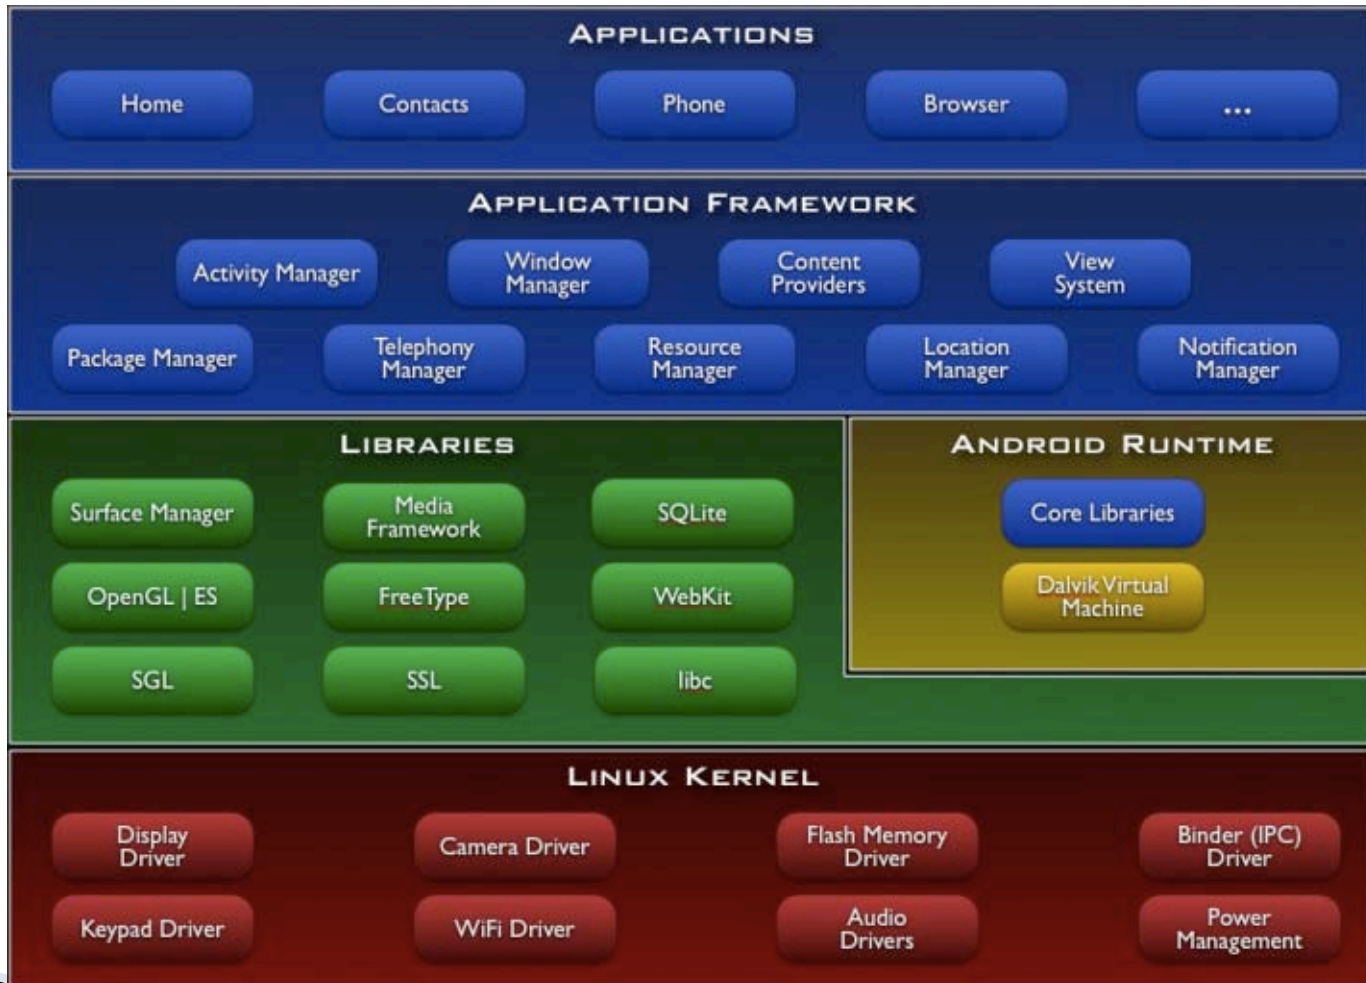 APPLICATIONS
Home
Contacts
Phone
Browser
...
APPLICATION FRAMEWORK
Activity Manager
Window
Manager
Content
Providers
View
System
Package Manager
Telephony
Manager
Resource
Manager
Location
Manager
Notification
Manager
LIBRARIES
Surface Manager
Media
Framework
SQLite
OpenGL | ES
FreeType
WebKit
SGL
SSL
libc
ANDROID RUNTIME
Core Libraries
Dalvik Virtual
Machine
LINUX KERNEL
Display
Driver
Camera Driver
Flash Memory
Driver
Binder (IPC)
Driver
Keypad Driver
WiFi Driver
Audio
Drivers
Power
Management